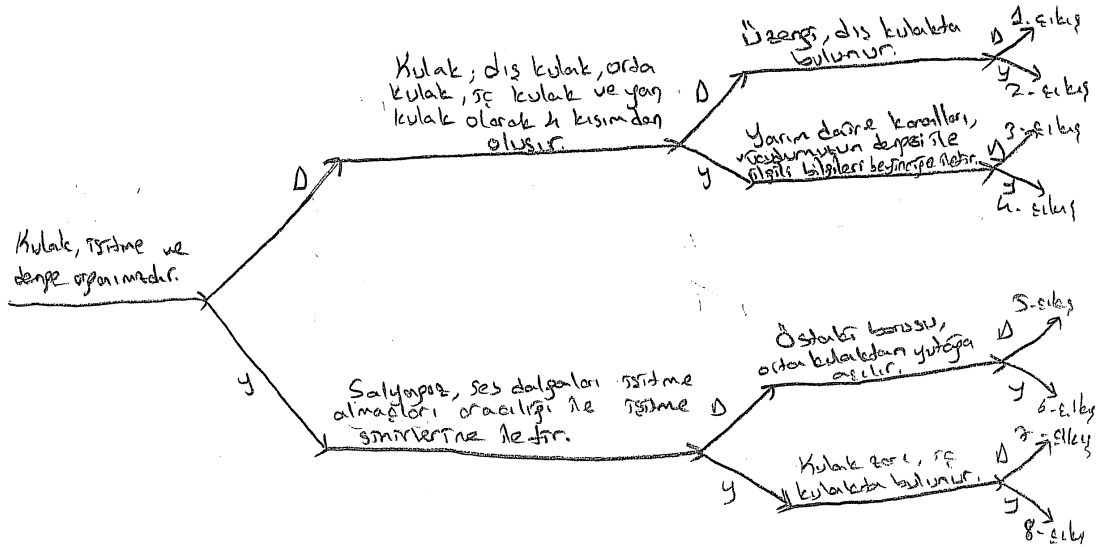 Kulak, işitme ve
denge organımızdır.
D
Y
Kulak; dış kulak, orta
kulak, iç kulak ve yan
kulak olarak 4 kısımdan
oluşur.
D
Y
Üzengi, dış kulakta
bulunur.
D
Y
1. çıkış
2. çıkış
Yarım daire kanalları,
vücudumuzun dengesi ile
ilgili bilgileri beyinciğe iletir.
D
Y
3. çıkış
4. çıkış
Salyangoz, ses dalgaları işitme
almaçları aracılığı ile işitme
sinirlerine iletir.
D
Y
Östaki borusu,
orta kulaktan yutağa
açılır.
D
Y
5. çıkış
6. çıkış
Kulak zarı, iç
kulakta bulunur.
D
Y
7. çıkış
8. çıkış